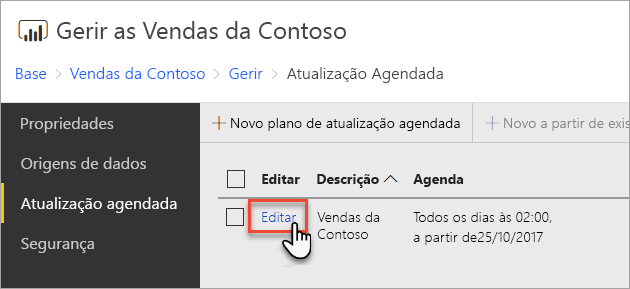 Gerir as Vendas da Contoso
Base > Vendas da Contoso > Gerir > Atualização Agendada
Propriedades
Origens de dados
Atualização agendada
Segurança
+ Novo plano de atualização agendada
+ Novo a partir de exis
Editar Descrição Agenda
Editar Vendas da Contoso
Todos os dias às 02:00,
a partir de25/10/2017